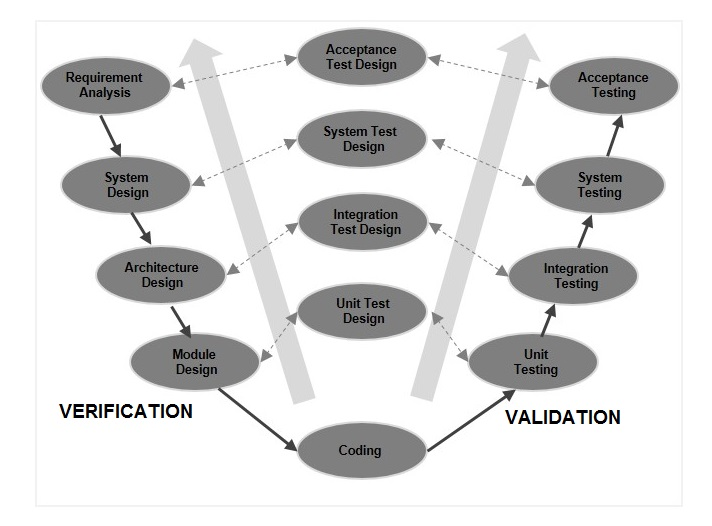 Acceptance
Test Design
Requirement
Analysis
Acceptance
Testing
System Test
Design
System
Design
System
Testing
Integration
Test Design
Architecture
Design
Integration
Testing
Unit Test
Design
Module
Design
Unit
Testing
VERIFICATION
VALIDATION
Coding